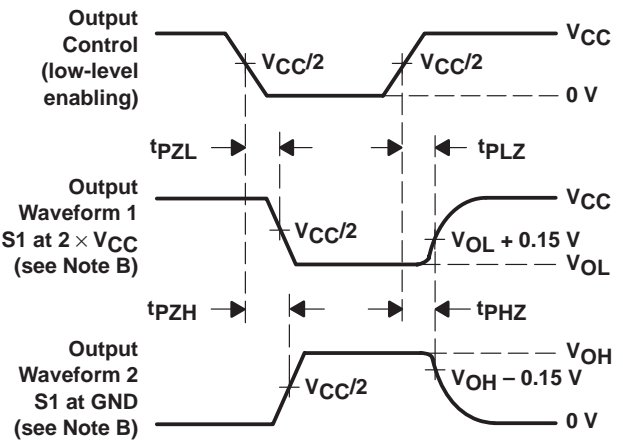 Output
Control
(low-level
enabling)
VCC/2
VCC/2
VCC
0 V
tPZL
tPLZ
Output
Waveform 1
S1 at 2 × VCC
(see Note B)
VCC/2
VCC
VOL + 0.15 V
VOL
tPZH
tPHZ
Output
Waveform 2
S1 at GND
(see Note B)
VCC/2
VOH
VOH – 0.15 V
0 V